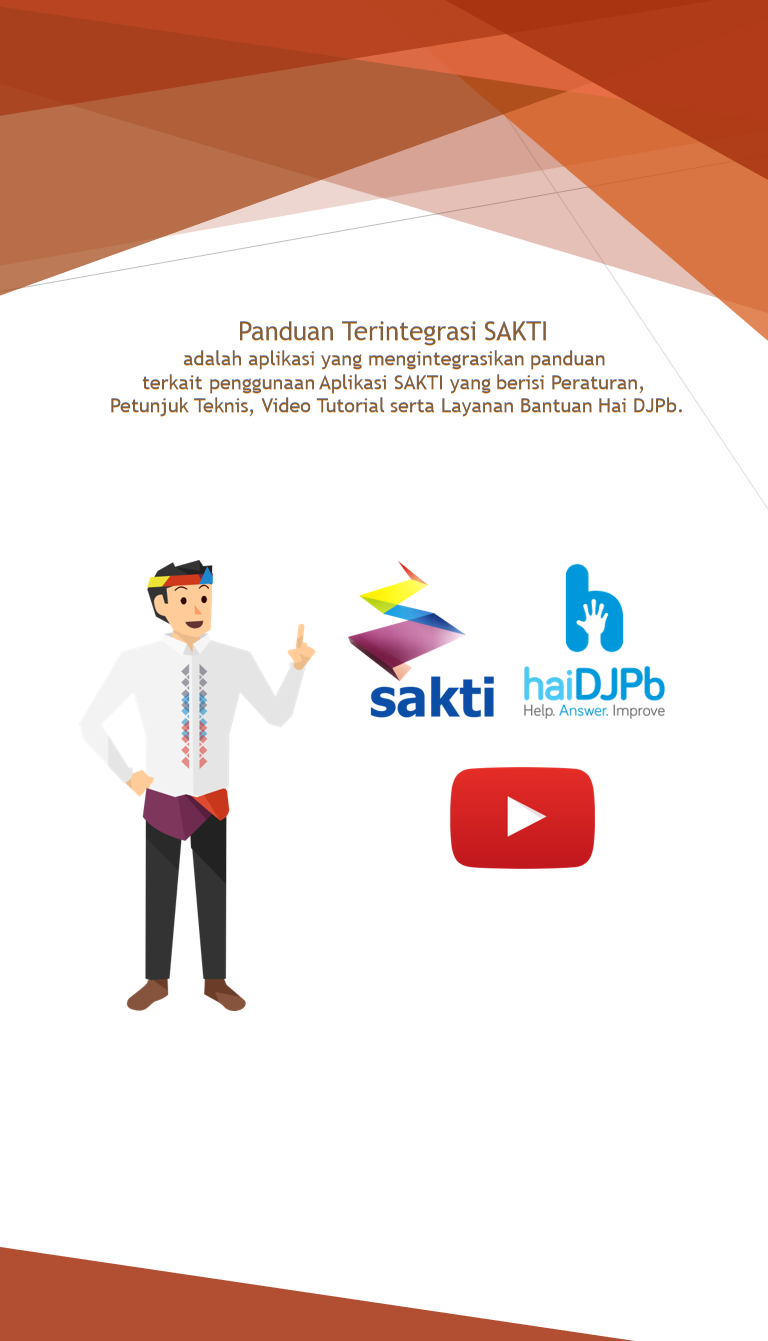 Panduan Terintegrasi SAKTI
adalah aplikasi yang mengintegrasikan panduan
terkait penggunaan Aplikasi SAKTI yang berisi Peraturan,
Petunjuk Teknis, Video Tutorial serta Layanan Bantuan Hai DJPb.
sakti
haiDJPb
Help. Answer. Improve